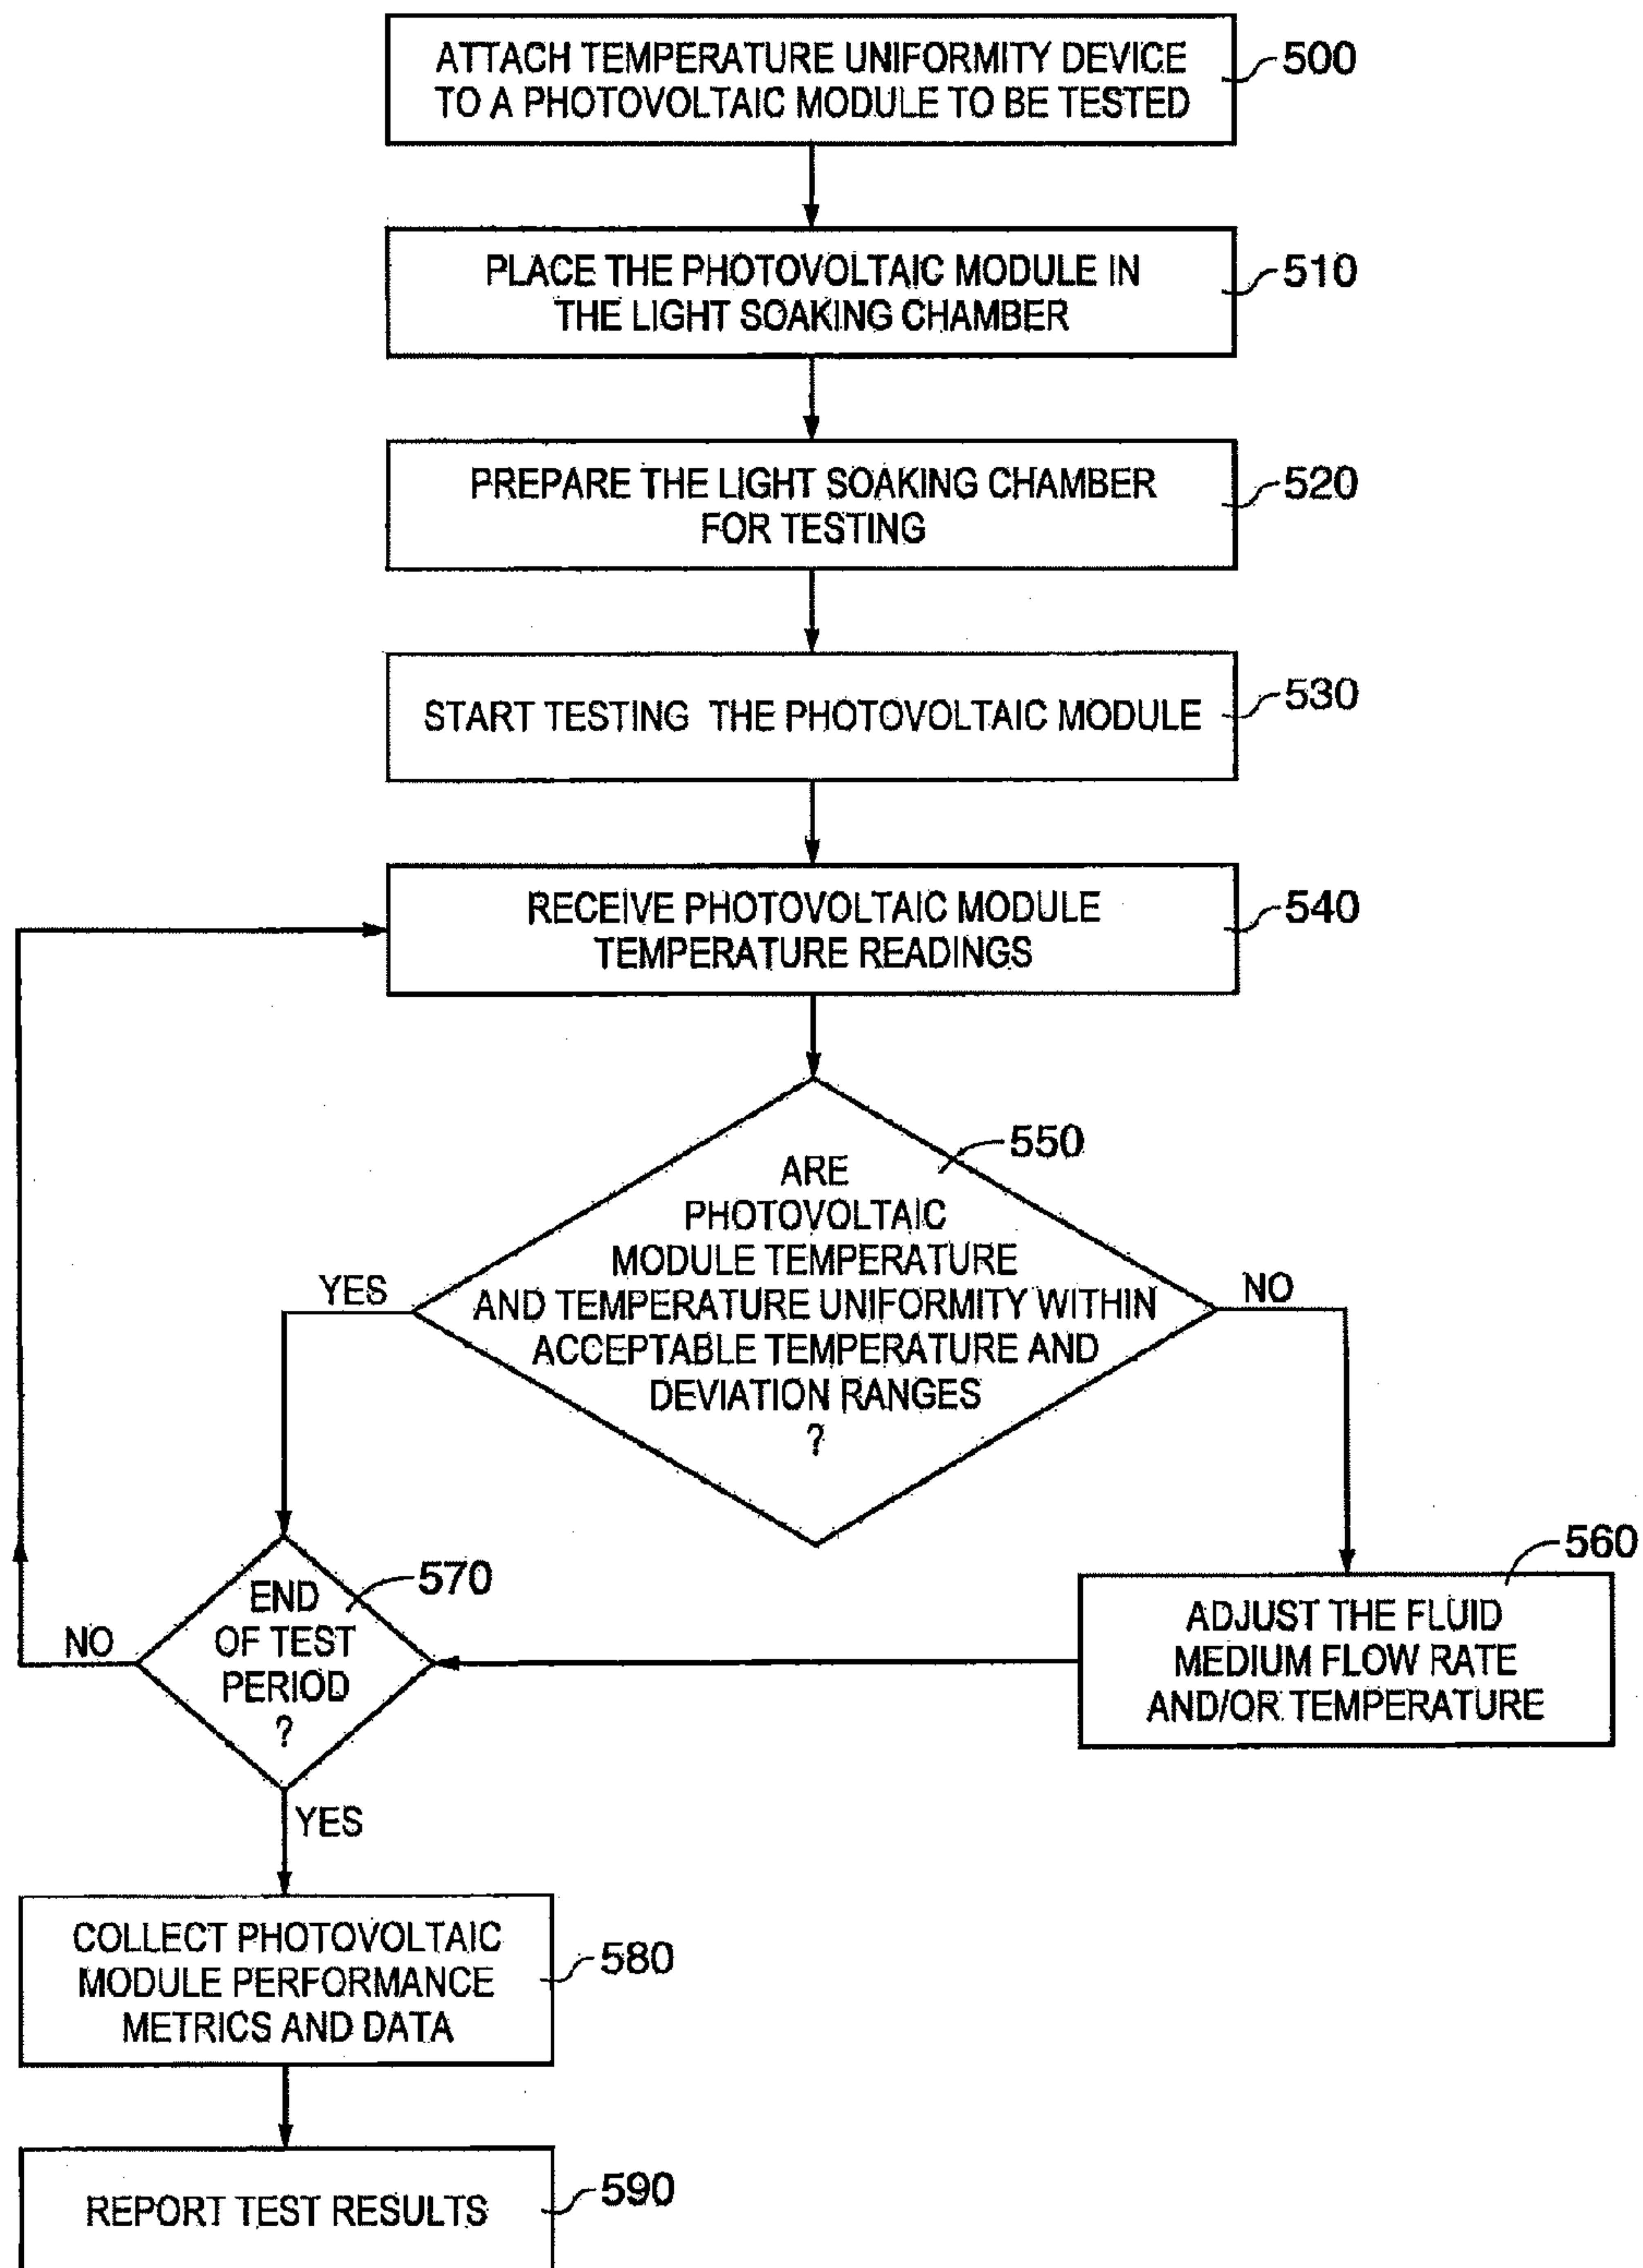 ATTACH TEMPERATURE UNIFORMITY DEVICE
TO A PHOTOVOLTAIC MODULE TO BE TESTED
500
PLACE THE PHOTOVOLTAIC MODULE IN
THE LIGHT SOAKING CHAMBER
510
PREPARE THE LIGHT SOAKING CHAMBER
FOR TESTING
520
START TESTING THE PHOTOVOLTAIC MODULE
530
RECEIVE PHOTOVOLTAIC MODULE
TEMPERATURE READINGS
540
550
ARE
PHOTOVOLTAIC
MODULE TEMPERATURE
AND TEMPERATURE UNIFORMITY WITHIN
ACCEPTABLE TEMPERATURE AND
DEVIATION RANGES
?
YES
NO
560
ADJUST THE FLUID
MEDIUM FLOW RATE
AND/OR TEMPERATURE
570
END
OF TEST
PERIOD
?
NO
YES
COLLECT PHOTOVOLTAIC
MODULE PERFORMANCE
METRICS AND DATA
580
REPORT TEST RESULTS
590